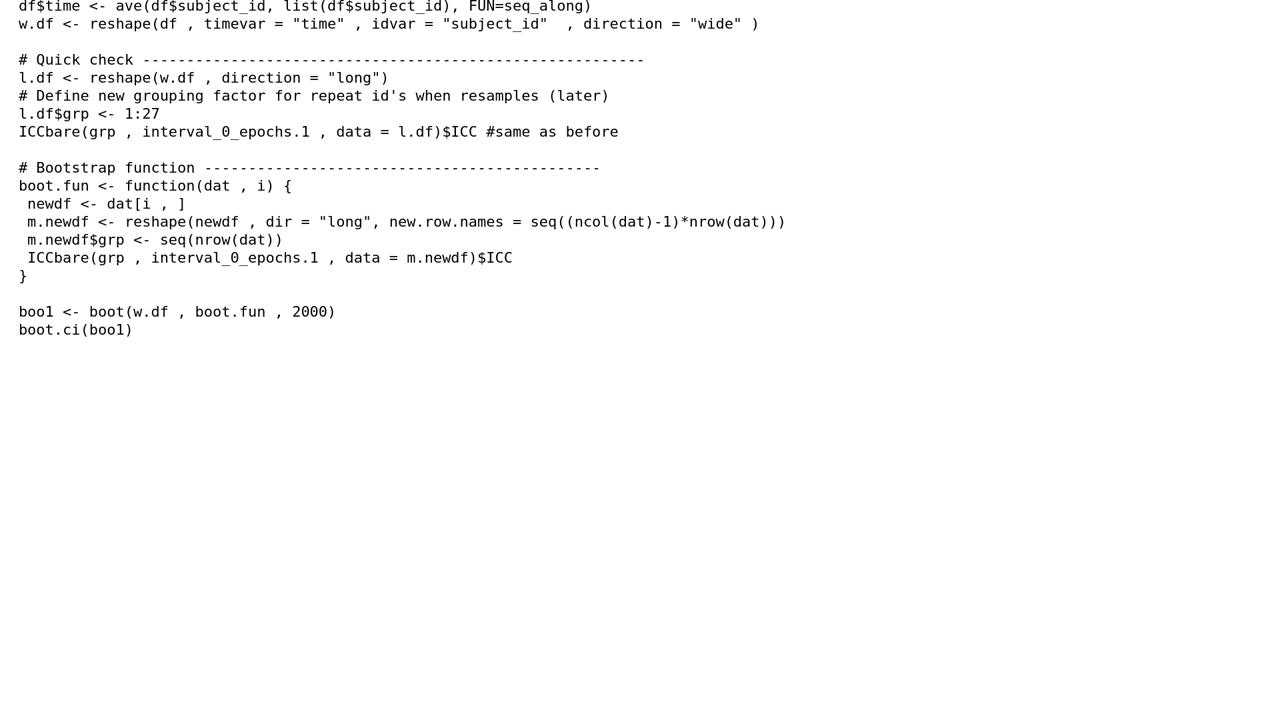 df$time <- ave(df$subject_id, list(df$subject_id), FUN=seq_along)
w.df <- reshape(df , timevar = "time" , idvar = "subject_id"  , direction = "wide" )

# Quick check ---------------------------------------------------------
l.df <- reshape(w.df , direction = "long")
# Define new grouping factor for repeat id's when resamples (later)
l.df$grp <- 1:27
ICCbare(grp , interval_0_epochs.1 , data = l.df)$ICC #same as before

# Bootstrap function ---------------------------------------------
boot.fun <- function(dat , i) {
 newdf <- dat[i , ]
 m.newdf <- reshape(newdf , dir = "long", new.row.names = seq((ncol(dat)-1)*nrow(dat)))
 m.newdf$grp <- seq(nrow(dat))
 ICCbare(grp , interval_0_epochs.1 , data = m.newdf)$ICC
}

boo1 <- boot(w.df , boot.fun , 2000)
boot.ci(boo1)